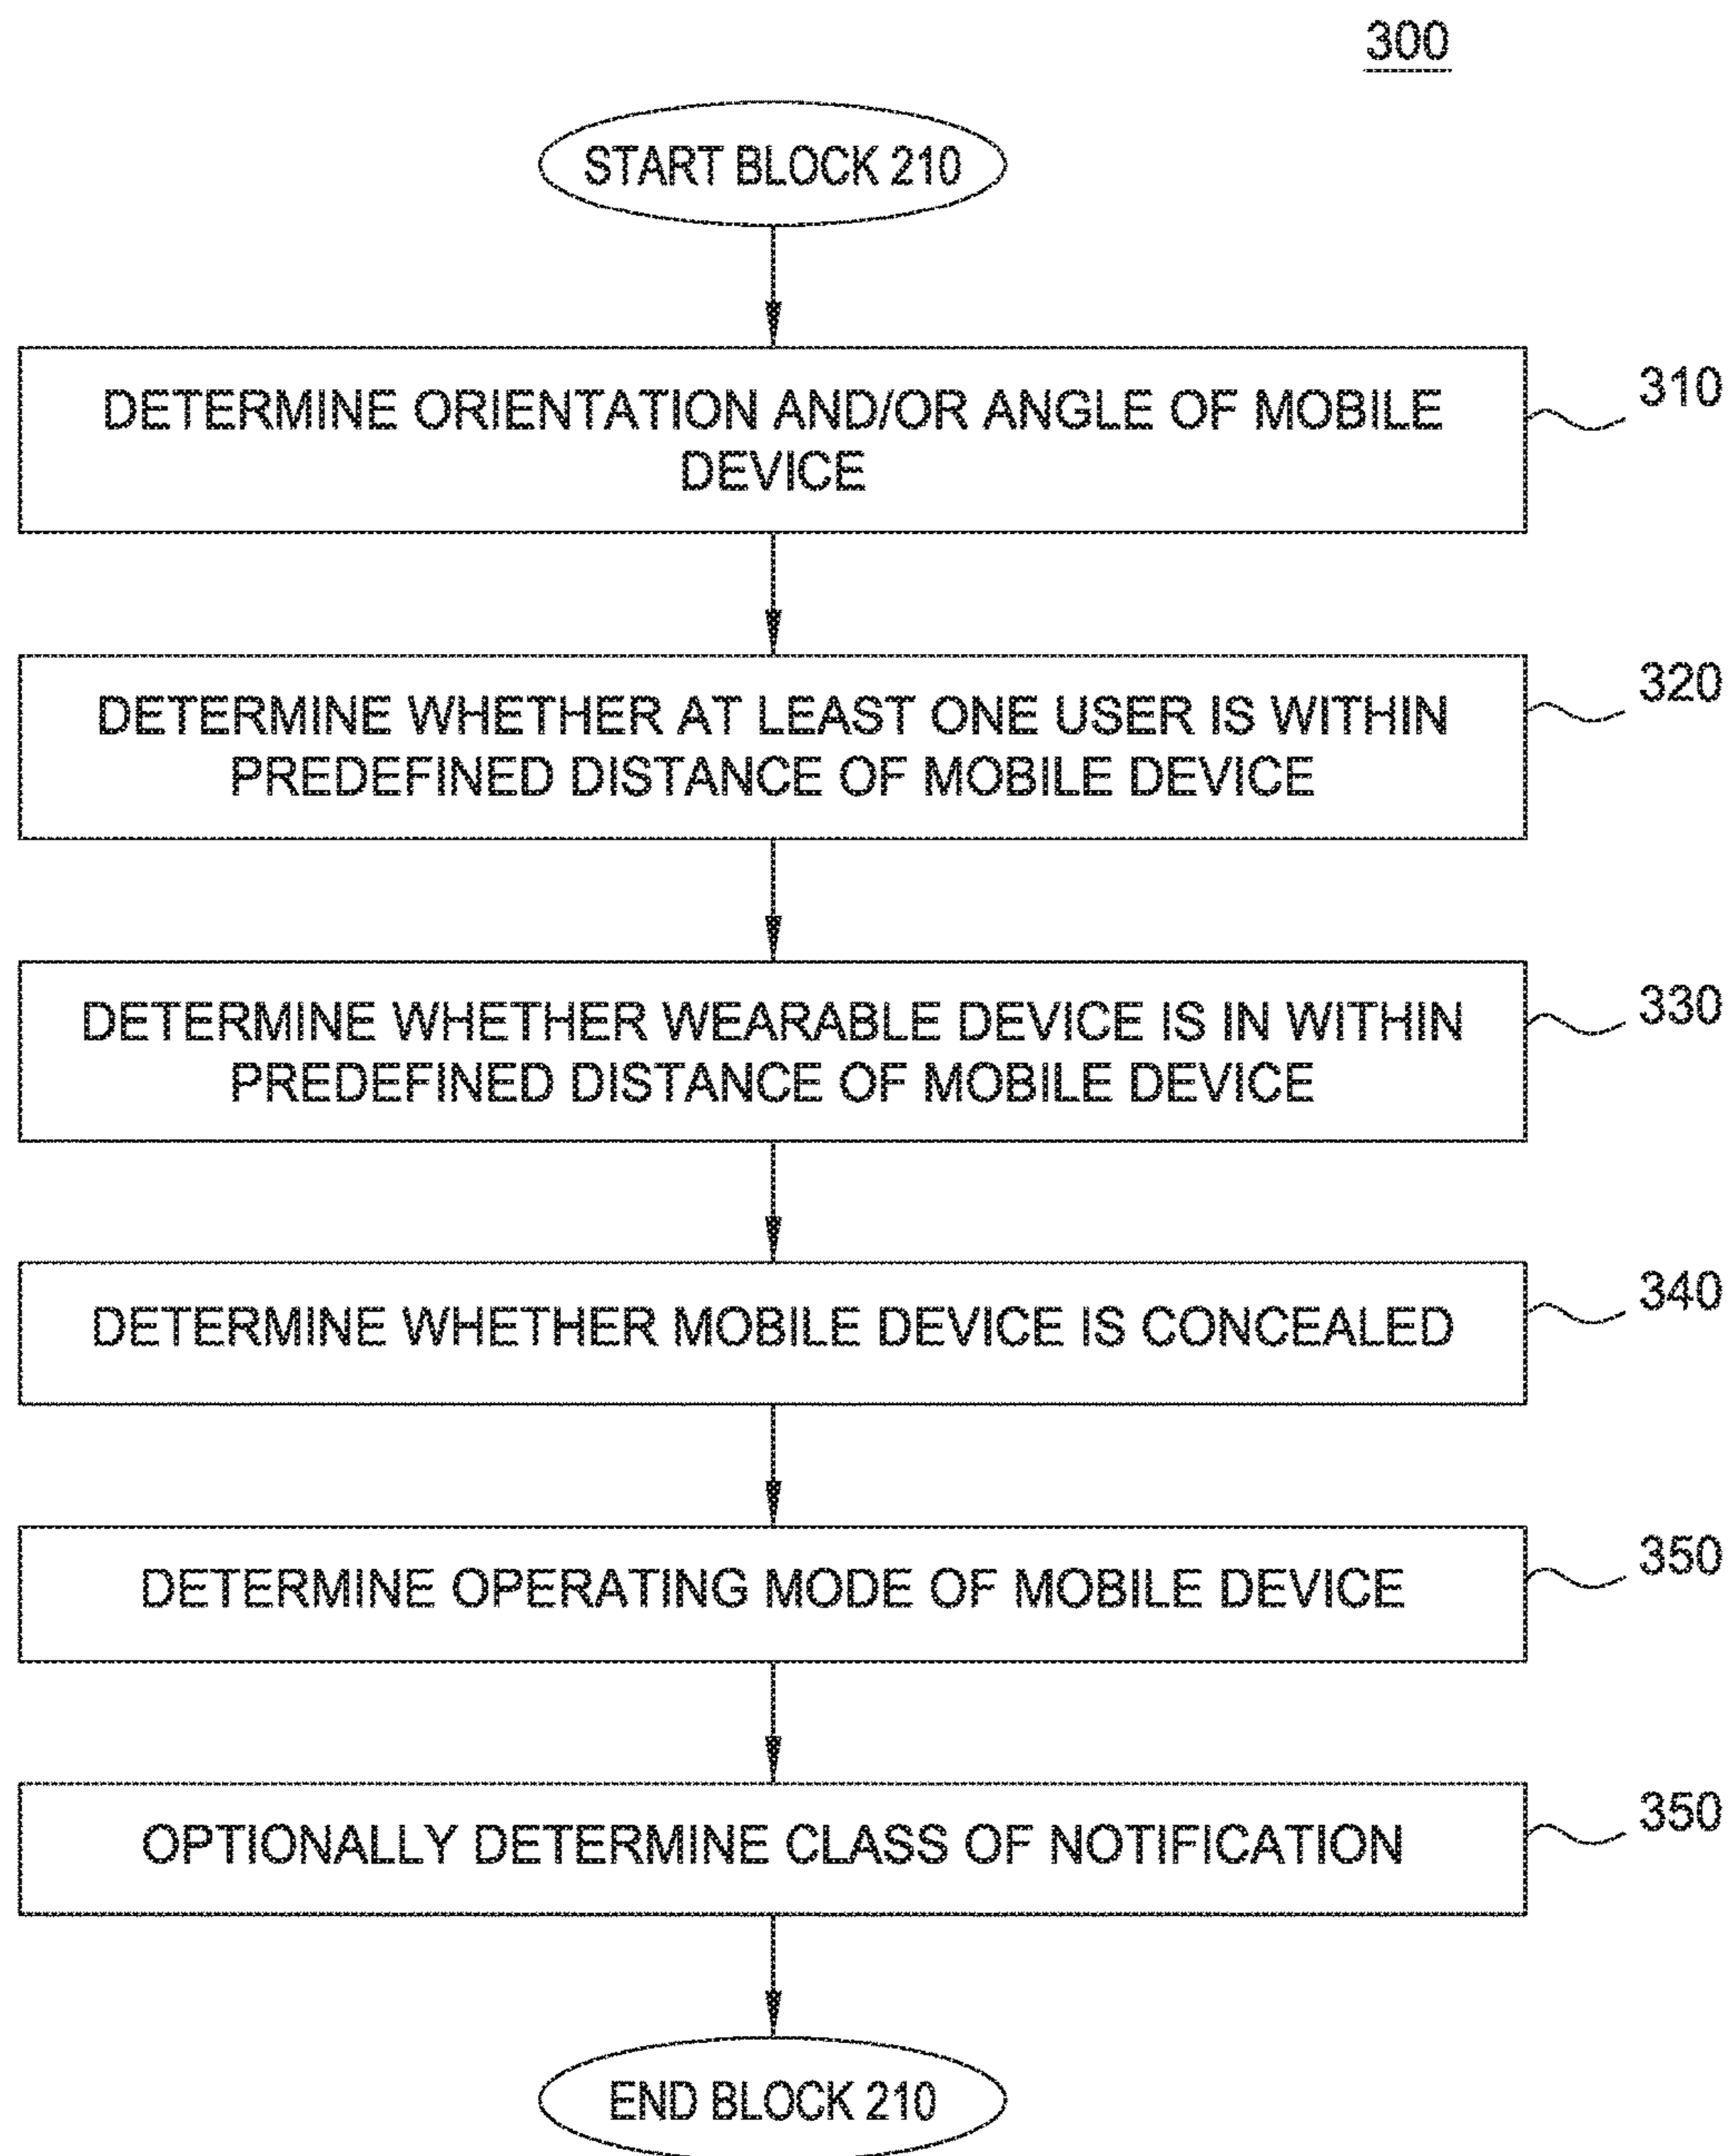 300
START BLOCK 210
DETERMINE ORIENTATION AND/OR ANGLE OF MOBILE
DEVICE
310
DETERMINE WHETHER AT LEAST ONE USER IS WITHIN
PREDEFINED DISTANCE OF MOBILE DEVICE
320
DETERMINE WHETHER WEARABLE DEVICE IS IN WITHIN
PREDEFINED DISTANCE OF MOBILE DEVICE
330
DETERMINE WHETHER MOBILE DEVICE IS CONCEALED
340
DETERMINE OPERATING MODE OF MOBILE DEVICE
350
OPTIONALLY DETERMINE CLASS OF NOTIFICATION
350
END BLOCK 210